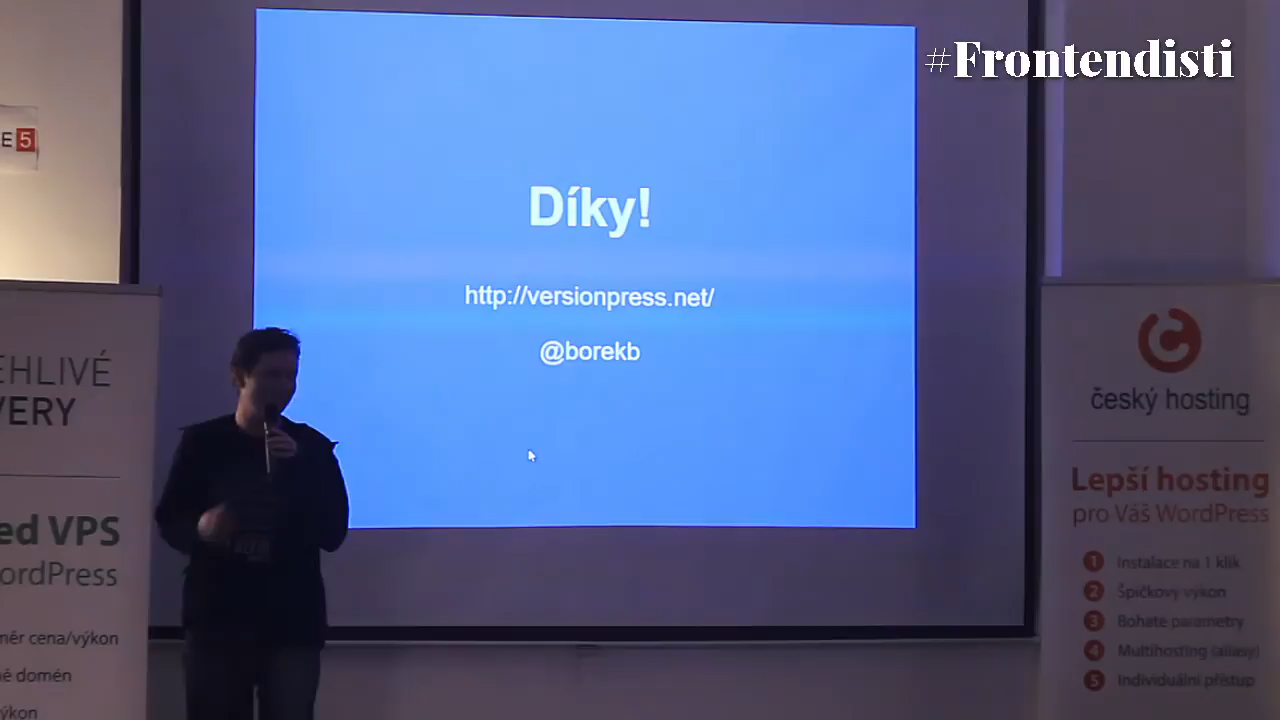 #Frontendisti
E5
Díky!
http://versionpress.net/
@borekb
EHLIVÉ
VERY
ed VPS
ordPress
měr cena/výkon
ě domén
ýkon
český hosting
Lepší hosting
pro Váš WordPress
1 Instalace na 1 klik
2 Špičkový výkon
3 Bohaté parametry
4 Multihosting (aliasy)
5 Individuální přístup